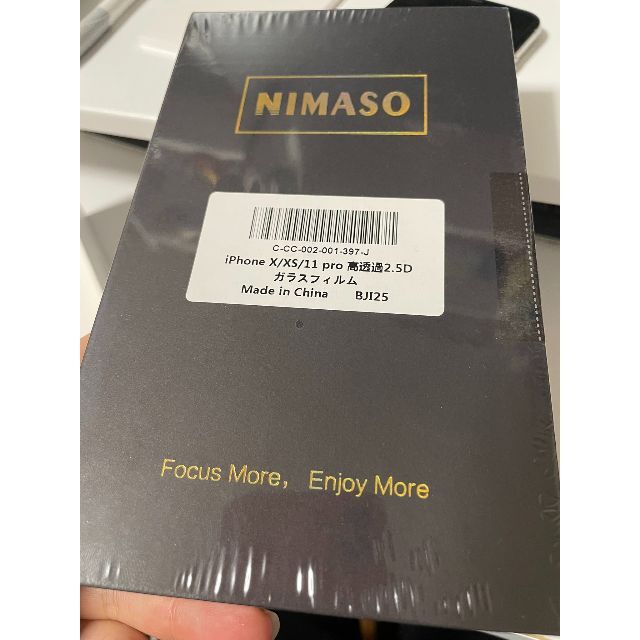 NIMASO
C-CC-002-001-397-J
iPhone X/XS/11 pro 高透過2.5D
ガラスフィルム
Made in China BJI25
Focus More, Enjoy More